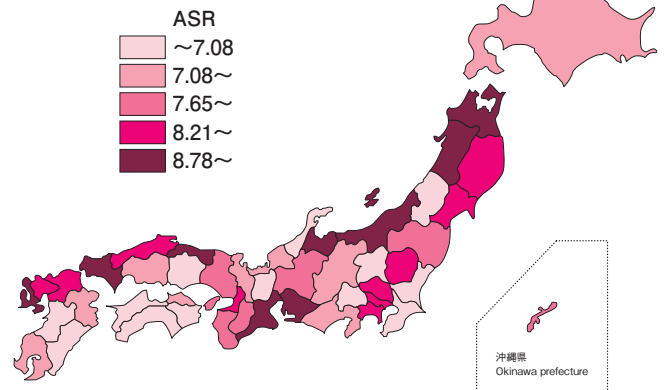 ASR
～7.08
7.08～
7.65～
8.21～
8.78～
沖縄県
Okinawa prefecture